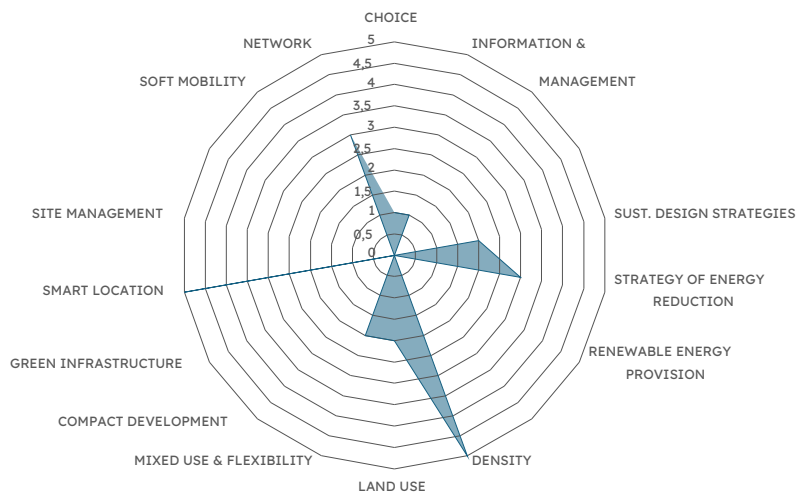 CHOICE
NETWORK
INFORMATION &
SOFT MOBILITY
MANAGEMENT
5
4,5
4
3,5
3
2,5
2
1,5
1
0,5
0
SITE MANAGEMENT
SUST. DESIGN STRATEGIES
SMART LOCATION
STRATEGY OF ENERGY
REDUCTION
GREEN INFRASTRUCTURE
RENEWABLE ENERGY
PROVISION
COMPACT DEVELOPMENT
MIXED USE & FLEXIBILITY
DENSITY
LAND USE